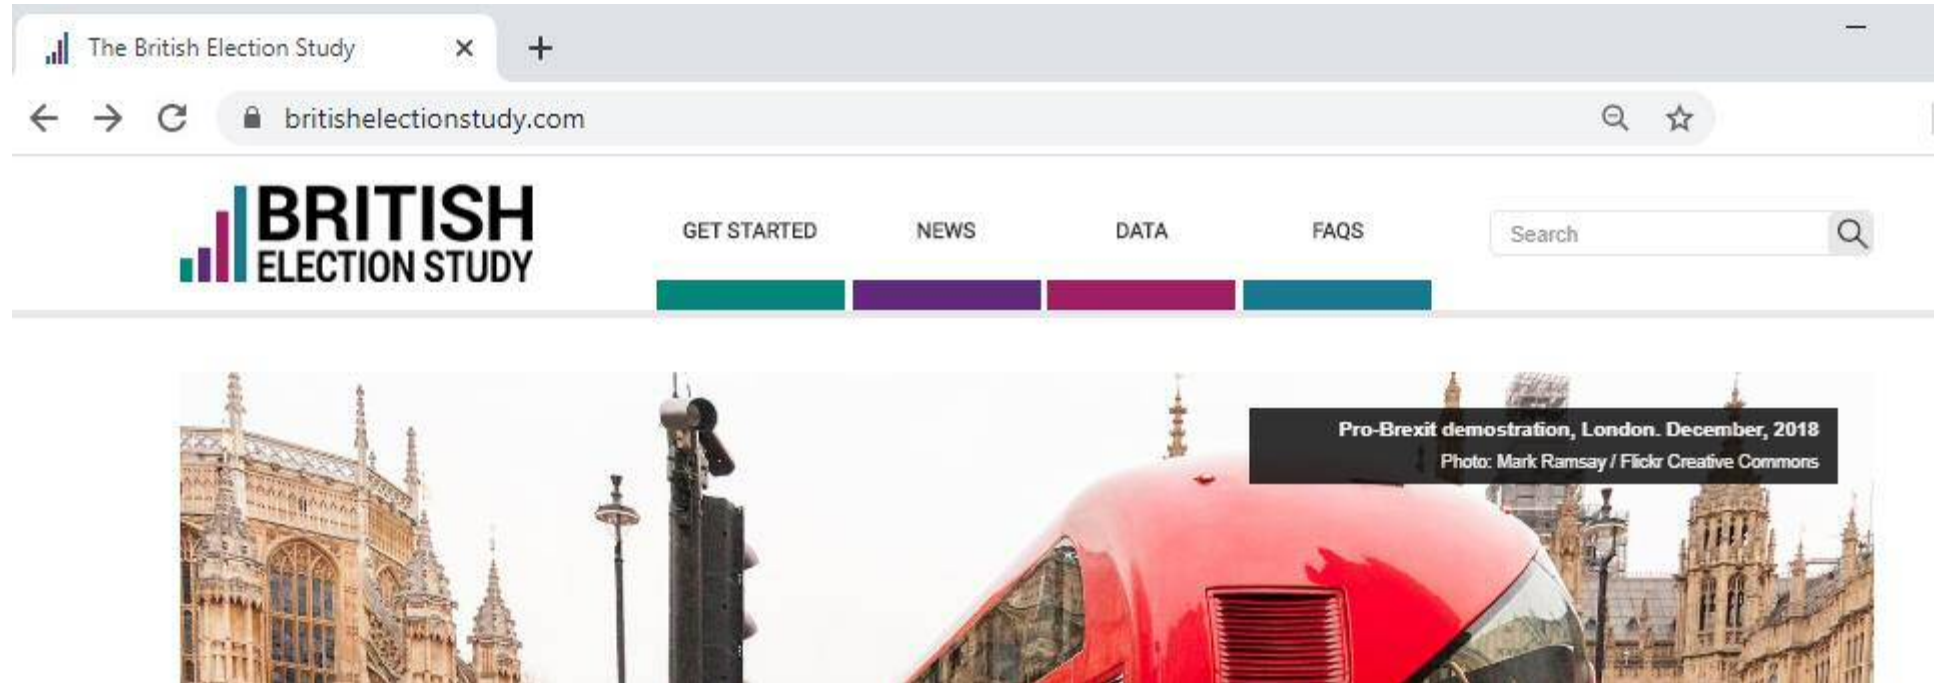 The British Election Study
britishelectionstudy.com
BRITISH
ELECTION STUDY
GET STARTED
NEWS
DATA
FAQS
Search
Pro-Brexit demostration, London. December, 2018
Photo: Mark Ramsay / Flickr Creative Commons